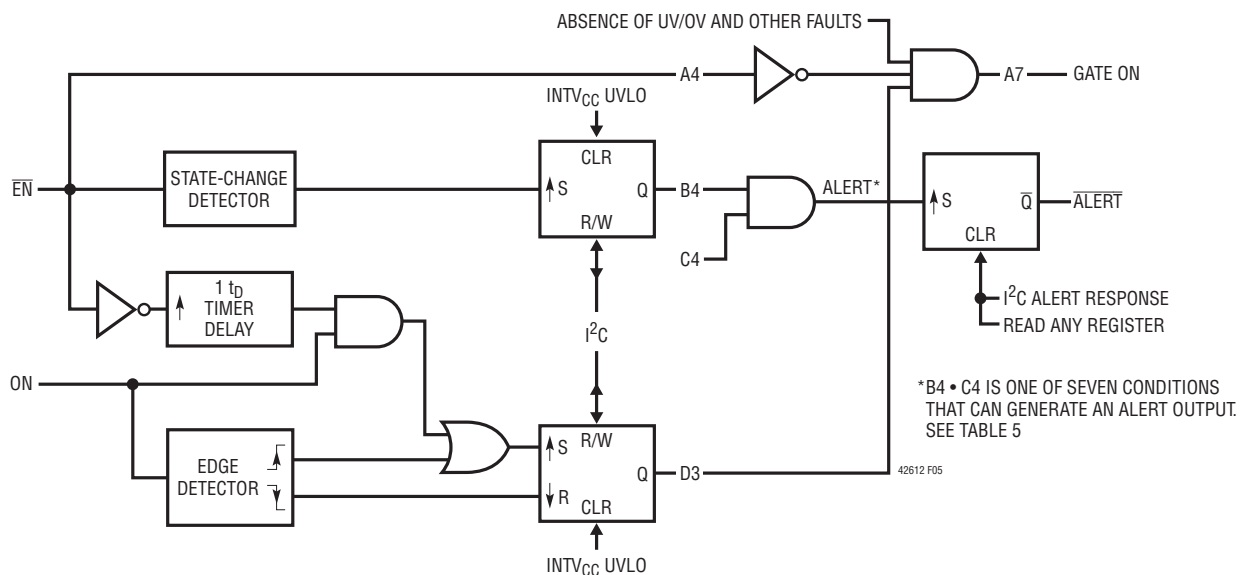 ABSENCE OF UV/OV AND OTHER FAULTS
A4
A7
GATE ON
INTVCC UVLO
CLR
S
Q
R/W
E̅N̅
STATE-CHANGE
DETECTOR
B4
ALERT*
C4
S
Q̅
CLR
A̅L̅E̅R̅T̅
I2C ALERT RESPONSE
READ ANY REGISTER
1 tD
TIMER
DELAY
I2C
ON
*B4 • C4 IS ONE OF SEVEN CONDITIONS
THAT CAN GENERATE AN ALERT OUTPUT.
SEE TABLE 5
EDGE
DETECTOR
R/W
S
Q
R
CLR
D3
42612 F05
INTVCC UVLO